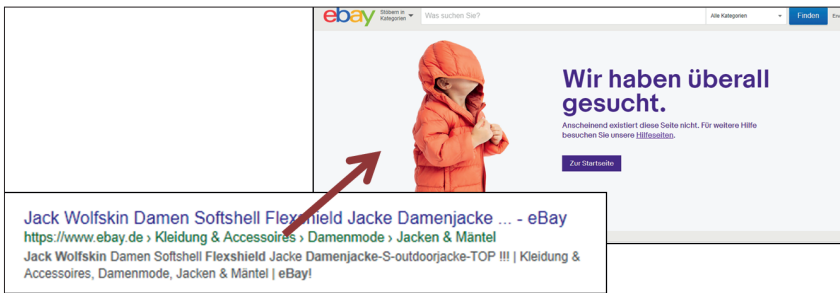 ebay
Stöbern in
Kategorien
Was suchen Sie?
Alle Kategorien
Finden
Wir haben überall
gesucht.
Anscheinend existiert diese Seite nicht. Für weitere Hilfe
besuchen Sie unsere Hilfeseiten.
Zur Startseite
Jack Wolfskin Damen Softshell Flexshield Jacke Damenjacke ... - eBay
https://www.ebay.de › Kleidung & Accessoires › Damenmode › Jacken & Mäntel
Jack Wolfskin Damen Softshell Flexshield Jacke Damenjacke-S-outdoorjacke-TOP !!! | Kleidung &
Accessoires, Damenmode, Jacken & Mäntel | eBay!